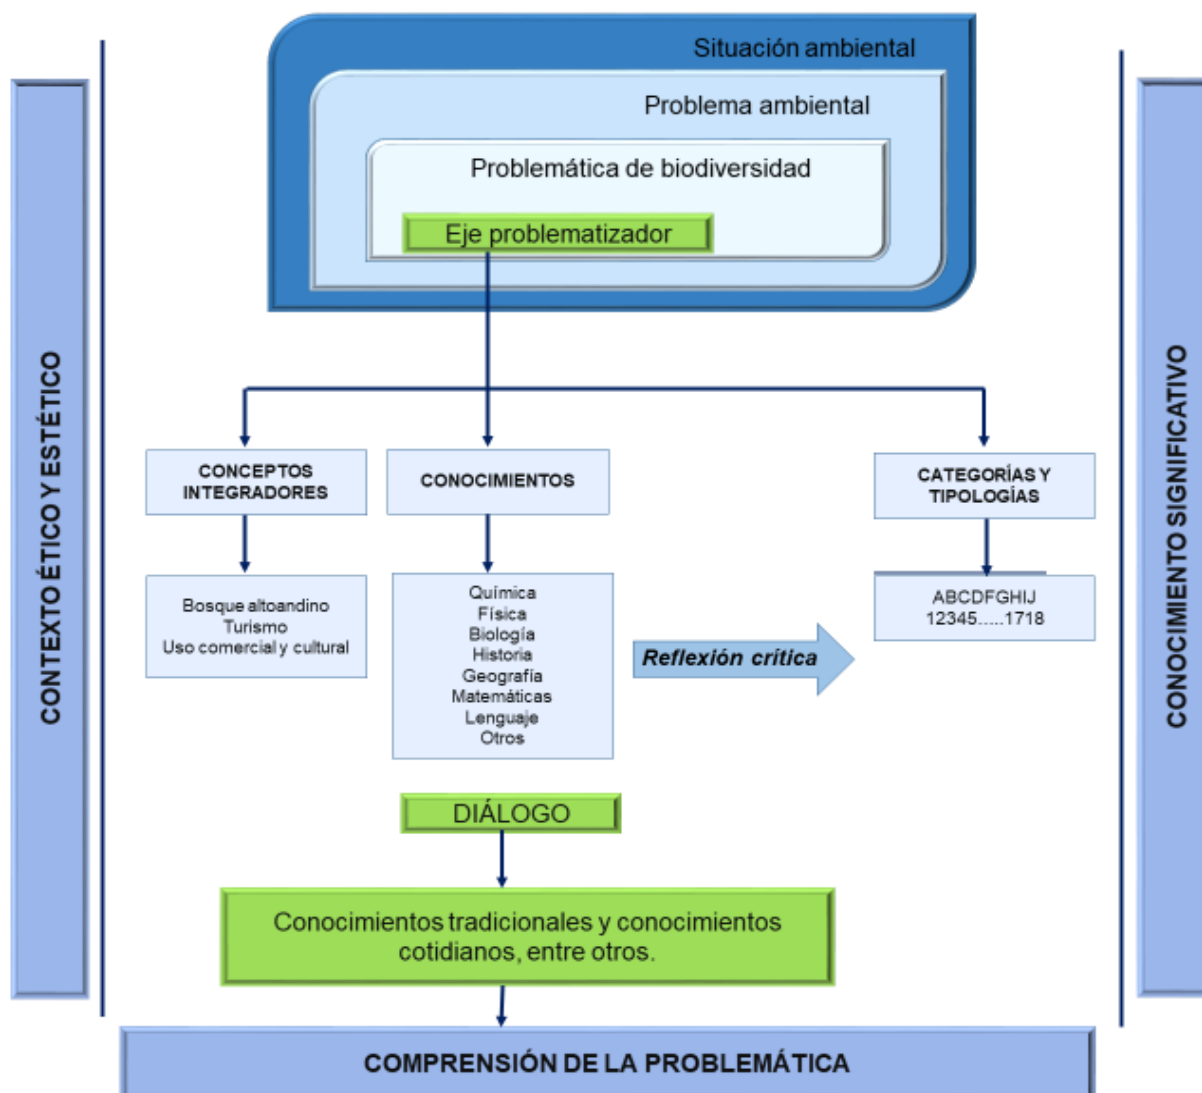 Situación ambiental
Problema ambiental
Problemática de biodiversidad
Eje problematizador
CONTEXTO ÉTICO Y ESTÉTICO
CONCEPTOS
INTEGRADORES
CONOCIMIENTOS
CATEGORÍAS Y
TIPOLOGÍAS
Bosque altoandino
Turismo
Uso comercial y cultural
Química
Física
Biología
Historia
Geografía
Matemáticas
Lenguaje
Otros
Reflexión crítica
ABCDFGHIJ
12345.....1718
CONOCIMIENTO SIGNIFICATIVO
DIÁLOGO
Conocimientos tradicionales y conocimientos
cotidianos, entre otros.
COMPRENSIÓN DE LA PROBLEMÁTICA